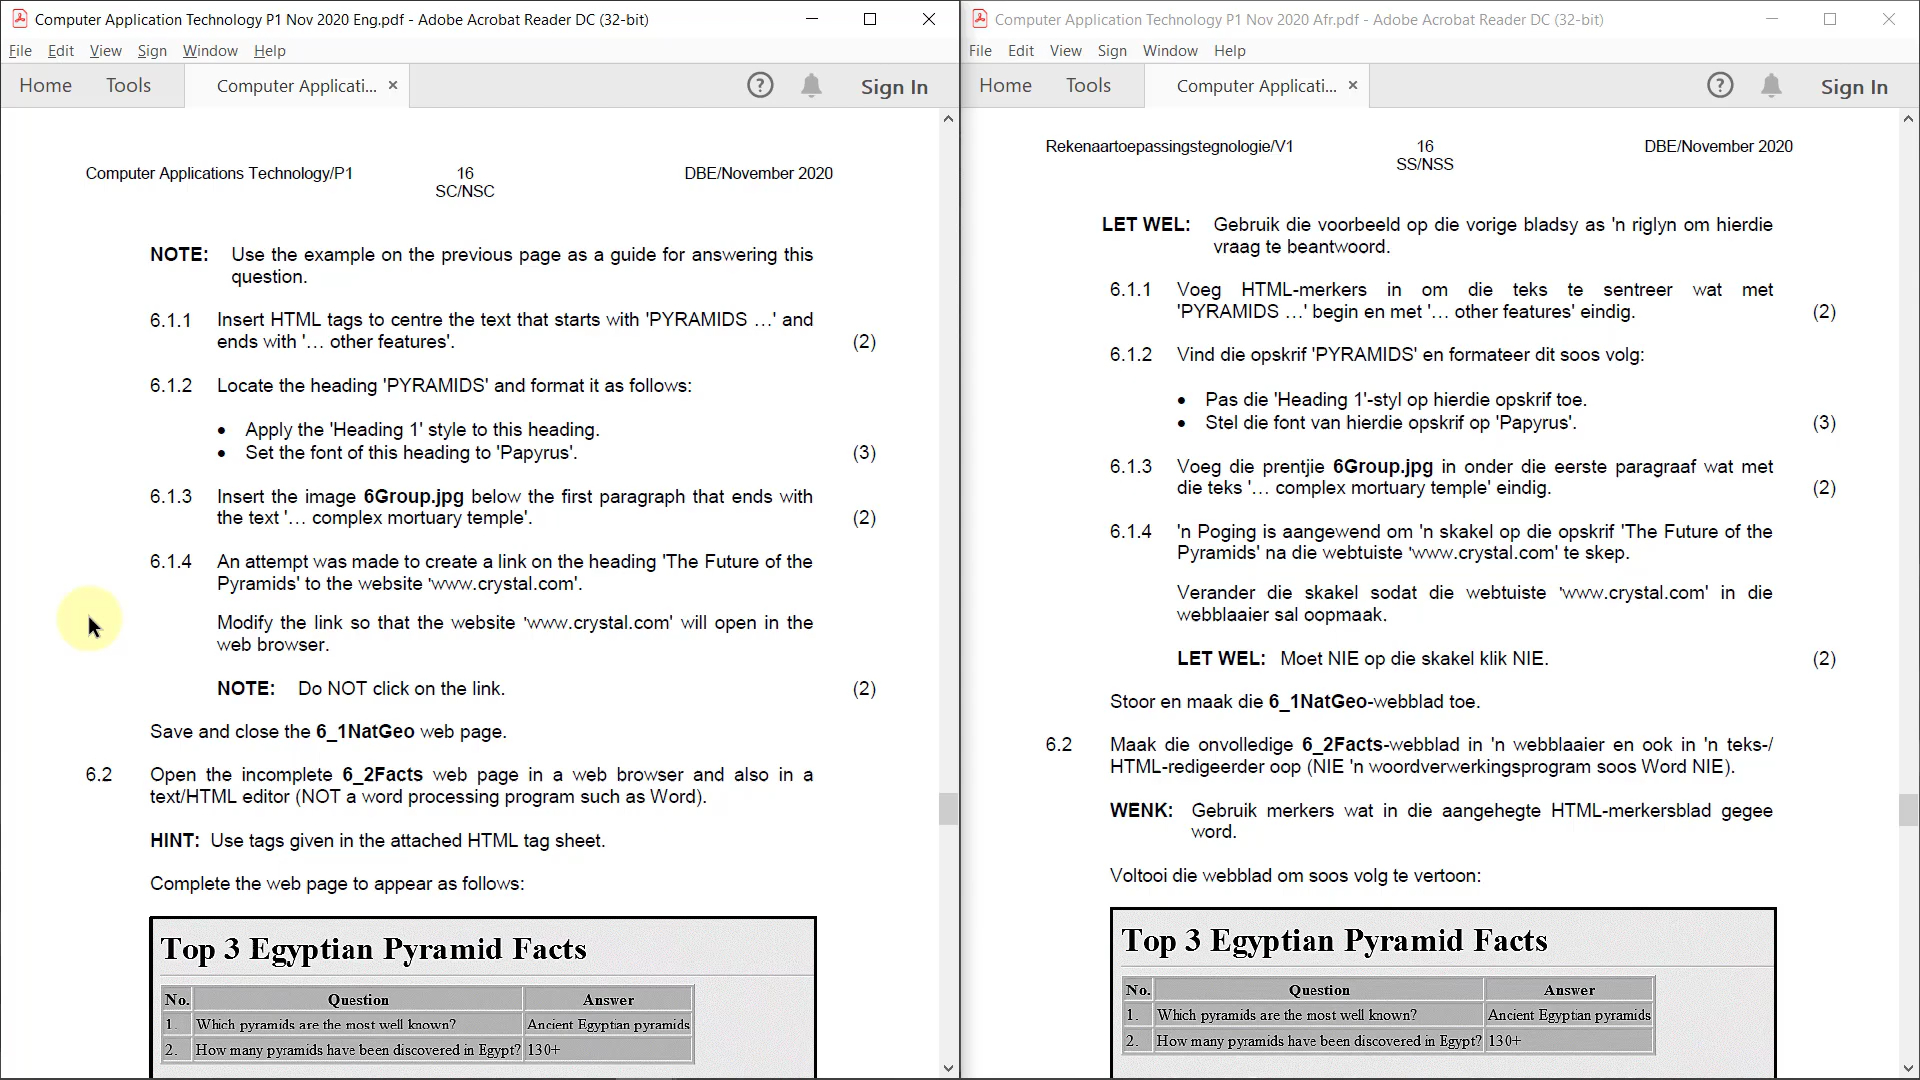 Computer Application Technology P1 Nov 2020 Eng.pdf - Adobe Acrobat Reader DC (32-bit)
File Edit View Sign Window Help
Home Tools Computer Applicati... × ? Sign In
Computer Applications Technology/P1 16 DBE/November 2020
SC/NSC
NOTE: Use the example on the previous page as a guide for answering this
question.
6.1.1 Insert HTML tags to centre the text that starts with 'PYRAMIDS …' and
ends with '… other features'. (2)
6.1.2 Locate the heading 'PYRAMIDS' and format it as follows:
• Apply the 'Heading 1' style to this heading.
• Set the font of this heading to 'Papyrus'. (3)
6.1.3 Insert the image 6Group.jpg below the first paragraph that ends with
the text '… complex mortuary temple'. (2)
6.1.4 An attempt was made to create a link on the heading 'The Future of the
Pyramids' to the website 'www.crystal.com'.
Modify the link so that the website 'www.crystal.com' will open in the
web browser.
NOTE: Do NOT click on the link. (2)
Save and close the 6_1NatGeo web page.
6.2 Open the incomplete 6_2Facts web page in a web browser and also in a
text/HTML editor (NOT a word processing program such as Word).
HINT: Use tags given in the attached HTML tag sheet.
Complete the web page to appear as follows:
Top 3 Egyptian Pyramid Facts
No. Question Answer
1. Which pyramids are the most well known? Ancient Egyptian pyramids
2. How many pyramids have been discovered in Egypt? 130+
Computer Application Technology P1 Nov 2020 Afr.pdf - Adobe Acrobat Reader DC (32-bit)
File Edit View Sign Window Help
Home Tools Computer Applicati... × ? Sign In
Rekenaartoepassingstegnologie/V1 16 DBE/November 2020
SS/NSS
LET WEL: Gebruik die voorbeeld op die vorige bladsy as 'n riglyn om hierdie
vraag te beantwoord.
6.1.1 Voeg HTML-merkers in om die teks te sentreer wat met
'PYRAMIDS …' begin en met '… other features' eindig. (2)
6.1.2 Vind die opskrif 'PYRAMIDS' en formateer dit soos volg:
• Pas die 'Heading 1'-styl op hierdie opskrif toe.
• Stel die font van hierdie opskrif op 'Papyrus'. (3)
6.1.3 Voeg die prentjie 6Group.jpg in onder die eerste paragraaf wat met
die teks '… complex mortuary temple' eindig. (2)
6.1.4 'n Poging is aangewend om 'n skakel op die opskrif 'The Future of the
Pyramids' na die webtuiste 'www.crystal.com' te skep.
Verander die skakel sodat die webtuiste 'www.crystal.com' in die
webblaaier sal oopmaak.
LET WEL: Moet NIE op die skakel klik NIE. (2)
Stoor en maak die 6_1NatGeo-webblad toe.
6.2 Maak die onvolledige 6_2Facts-webblad in 'n webblaaier en ook in 'n teks-/
HTML-redigeerder oop (NIE 'n woordverwerkingsprogram soos Word NIE).
WENK: Gebruik merkers wat in die aangehegte HTML-merkersblad gegee
word.
Voltooi die webblad om soos volg te vertoon:
Top 3 Egyptian Pyramid Facts
No. Question Answer
1. Which pyramids are the most well known? Ancient Egyptian pyramids
2. How many pyramids have been discovered in Egypt? 130+